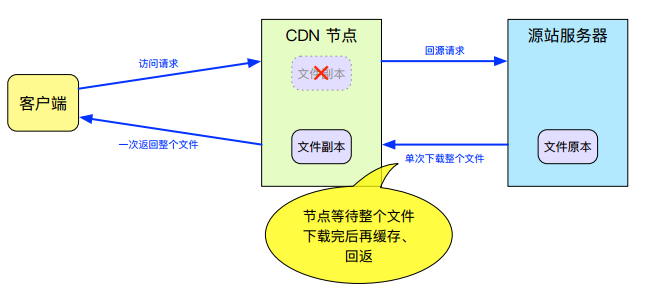 CDN 节点
源站服务器
访问请求
回源请求
文件副本
客户端
文件副本
文件原本
一次返回整个文件
单次下载整个文件
节点等待整个文件
下载完后再缓存、
回返